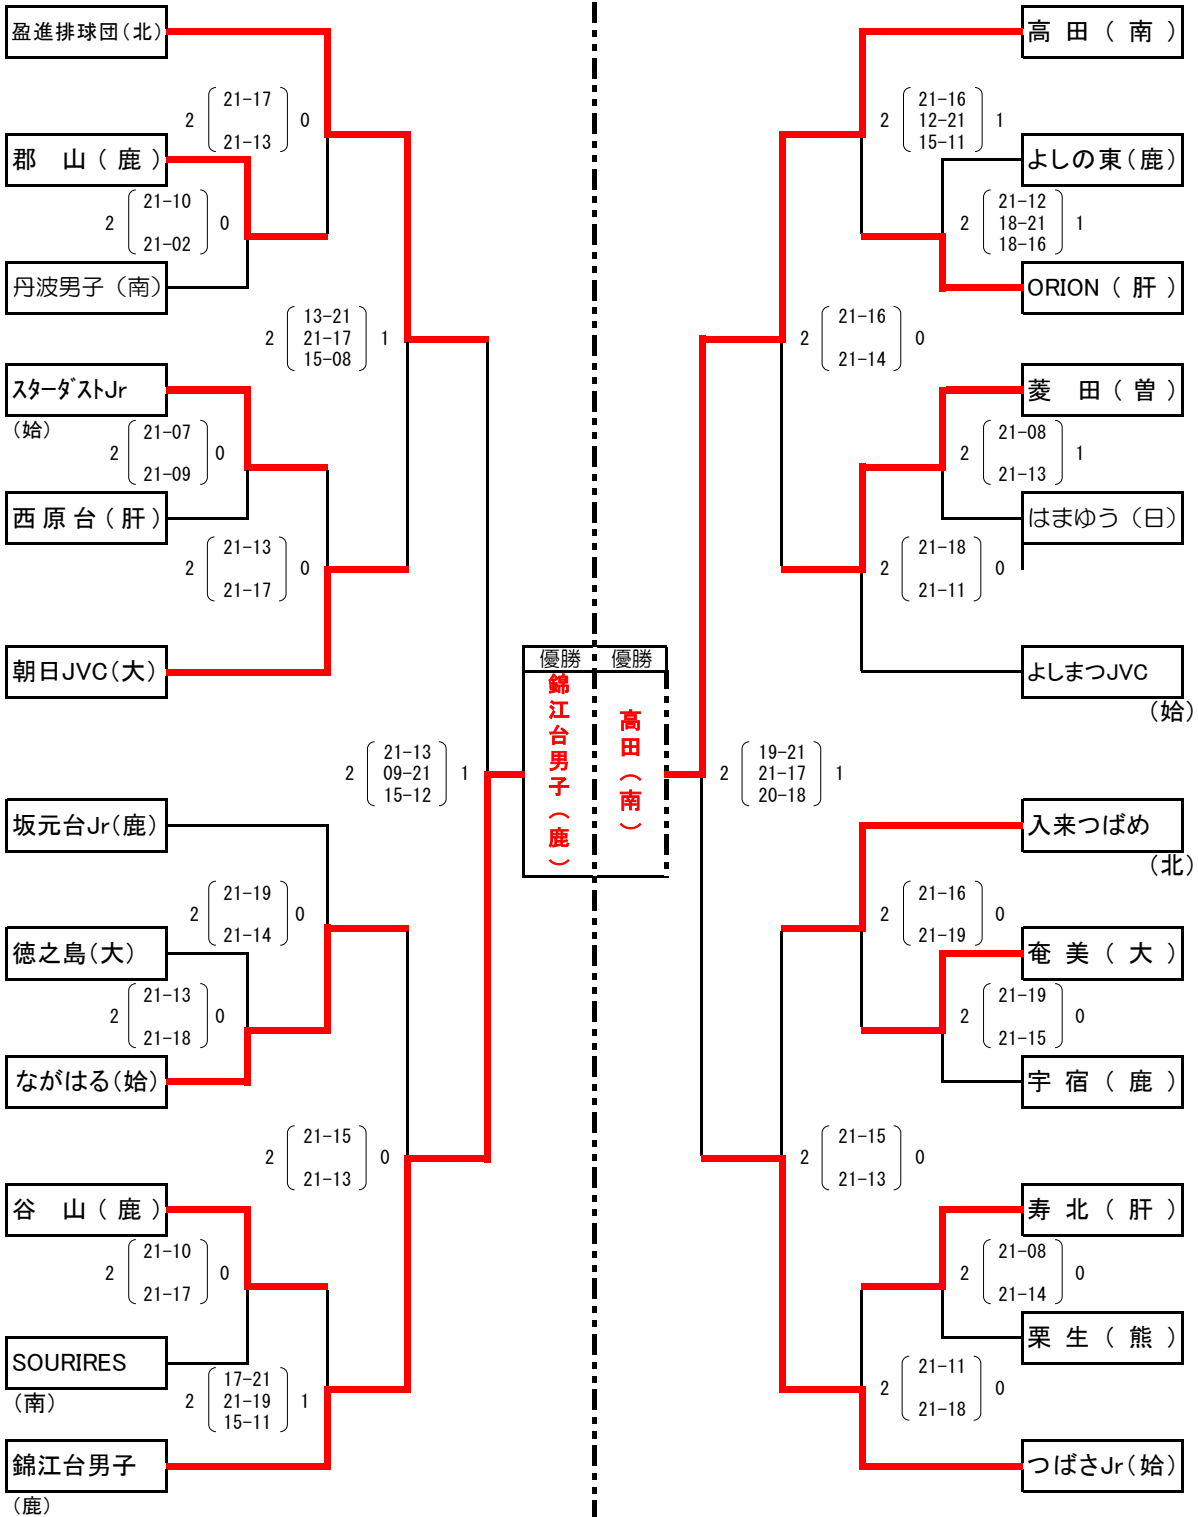 盈進排球団(北)
21-17
2 0
21-13
郡 山(鹿)
21-10
2 0
21-02
丹波男子(南)
13-21
2 21-17 1
15-08
スターダストJr
(姶)
21-07
2 0
21-09
西原台(肝)
21-13
2 0
21-17
朝日JVC(大)
21-13
2 09-21 1
15-12
坂元台Jr(鹿)
21-19
2 0
21-14
徳之島(大)
21-13
2 0
21-18
ながはる(姶)
21-15
2 0
21-13
谷 山(鹿)
21-10
2 0
21-17
SOURIRES
(南)
17-21
2 21-19 1
15-11
錦江台男子
(鹿)
優勝
錦江台男子(鹿)
優勝
高田(南)
高田(南)
21-16
2 12-21 1
15-11
よしの東(鹿)
21-12
2 18-21 1
18-16
ORION(肝)
21-16
2 0
21-14
菱 田(曽)
21-08
2 1
21-13
はまゆう(日)
21-18
2 0
21-11
よしまつJVC
(姶)
19-21
2 21-17 1
20-18
入来つばめ
(北)
21-16
2 0
21-19
奄美(大)
21-19
2 0
21-15
宇宿(鹿)
21-15
2 0
21-13
寿北(肝)
21-08
2 0
21-14
栗生(熊)
21-11
2 0
21-18
つばさJr(姶)